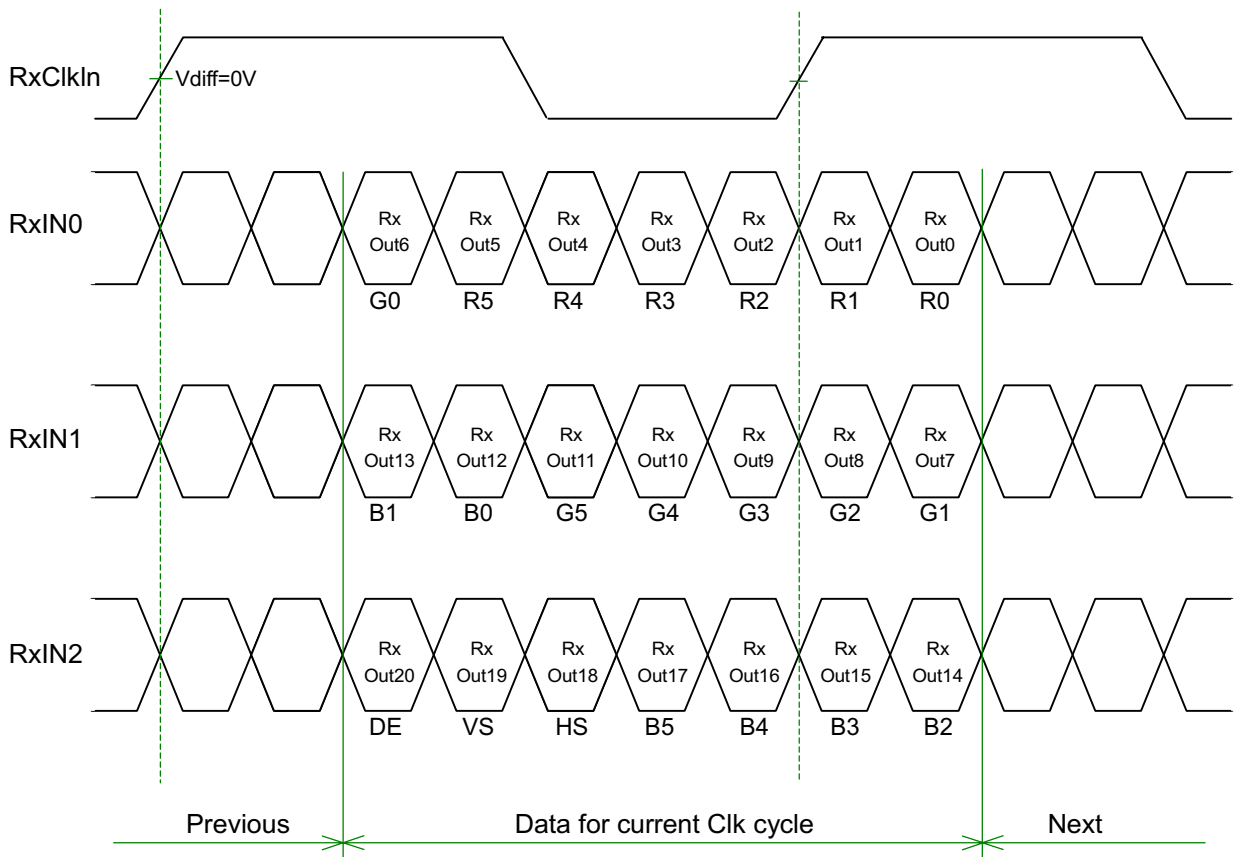 RxClkIn
Vdiff=0V
RxIN0
Rx Rx Rx Rx Rx Rx Rx
Out6 Out5 Out4 Out3 Out2 Out1 Out0
G0 R5 R4 R3 R2 R1 R0
RxIN1
Rx Rx Rx Rx Rx Rx Rx
Out13 Out12 Out11 Out10 Out9 Out8 Out7
B1 B0 G5 G4 G3 G2 G1
RxIN2
Rx Rx Rx Rx Rx Rx Rx
Out20 Out19 Out18 Out17 Out16 Out15 Out14
DE VS HS B5 B4 B3 B2
Previous Data for current Clk cycle Next